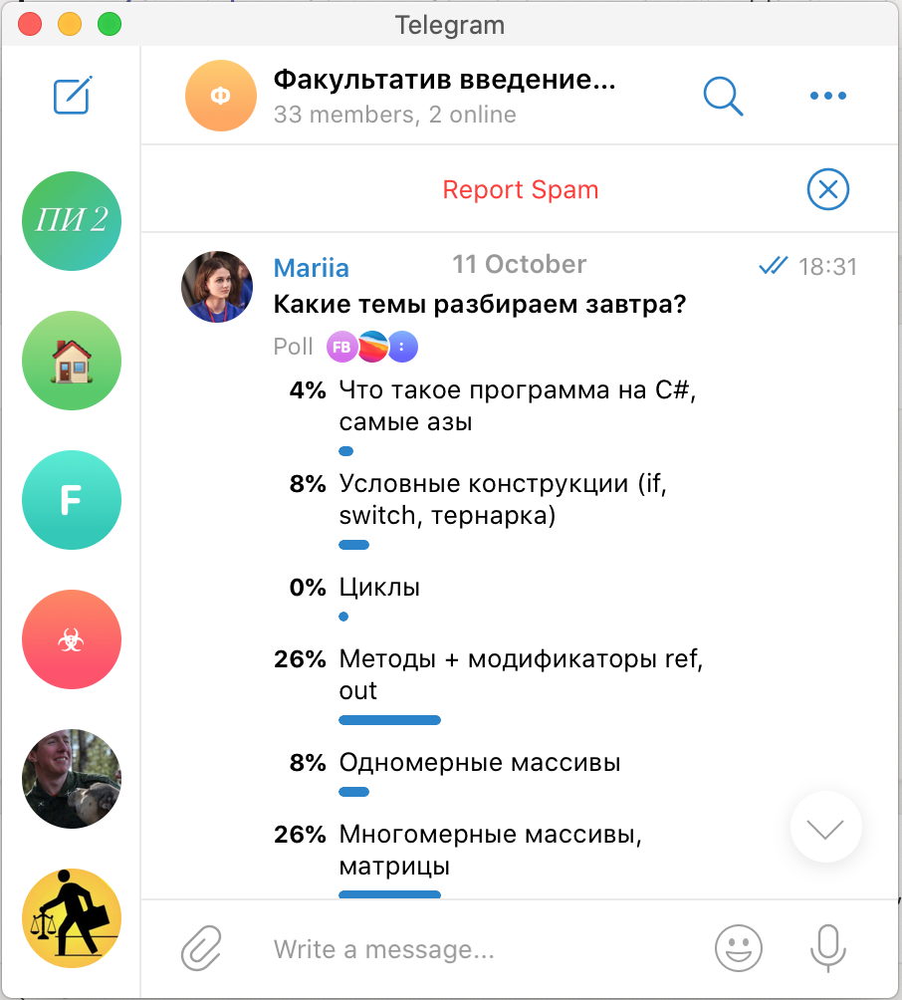 Telegram
Ф
Факультатив введение...
33 members, 2 online
Report Spam
ПИ 2
Mariia
11 October
18:31
Какие темы разбираем завтра?
Poll
FB
:
4% Что такое программа на C#,
самые азы
8% Условные конструкции (if,
switch, тернарка)
0% Циклы
26% Методы + модификаторы ref,
out
8% Одномерные массивы
26% Многомерные массивы,
матрицы
F
Write a message...